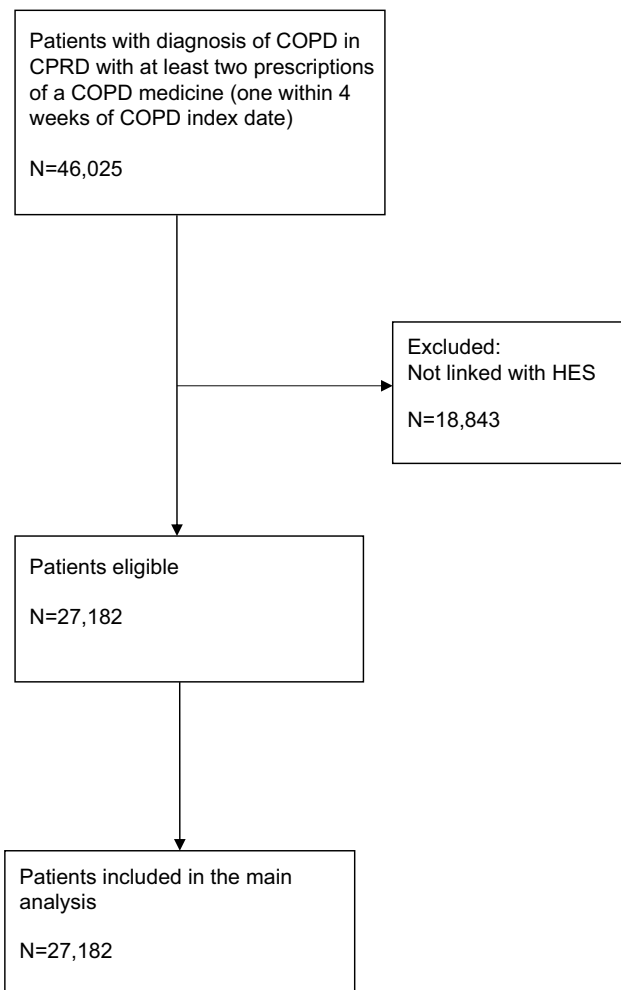 Patients with diagnosis of COPD in
CPRD with at least two prescriptions
of a COPD medicine (one within 4
weeks of COPD index date)
N=46,025
Excluded:
Not linked with HES
N=18,843
Patients eligible
N=27,182
Patients included in the main
analysis
N=27,182